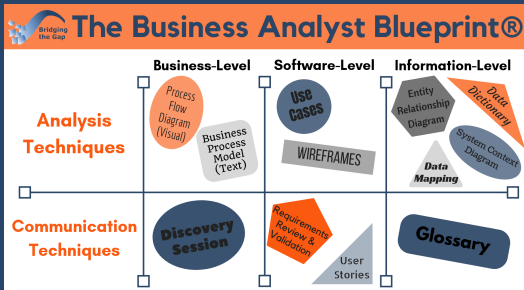 Bridging
the Gap
The Business Analyst Blueprint®
Business-Level
Software-Level
Information-Level
Analysis
Techniques
Process
Flow
Diagram
(Visual)
Business
Process
Model
(Text)
Use
Cases
WIREFRAMES
Entity
Relationship
Diagram
Data
Dictionary
System Context
Diagram
Data
Mapping
Communication
Techniques
Discovery
Session
Requirements
Review &
Validation
User
Stories
Glossary